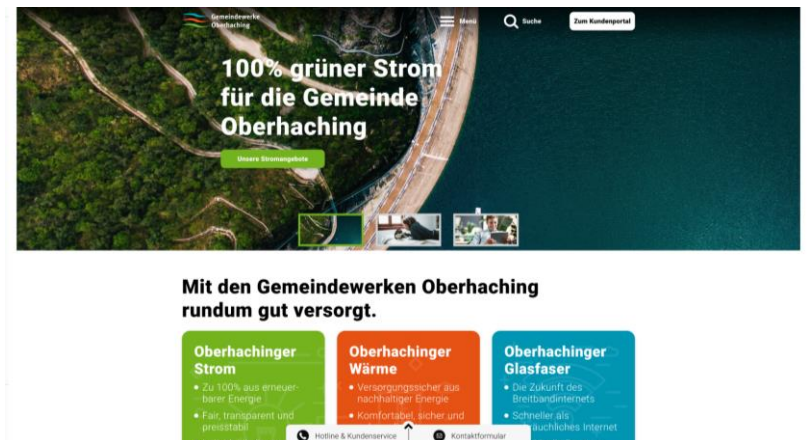 Gemeindewerke
Oberhaching
Menü
Suche
Zum Kundenportal
100% grüner Strom
für die Gemeinde
Oberhaching
Unsere Stromangebote
Mit den Gemeindewerken Oberhaching
rundum gut versorgt.
Oberhachinger
Strom
• Zu 100% aus erneuer-
barer Energie
• Fair, transparent und
preisstabil
Oberhachinger
Wärme
• Versorgungssicher aus
nachhaltiger Energie
• Komfortabel, sicher und
Oberhachinger
Glasfaser
• Die Zukunft des
Breitbandinternets
• Schneller als
Internet
Hotline & Kundenservice
Kontaktformular